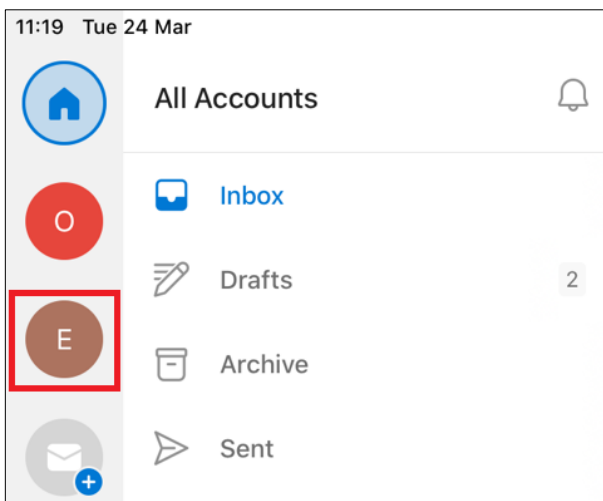 11:19 Tue 24 Mar
All Accounts
O
Inbox
Drafts 2
E
Archive
Sent